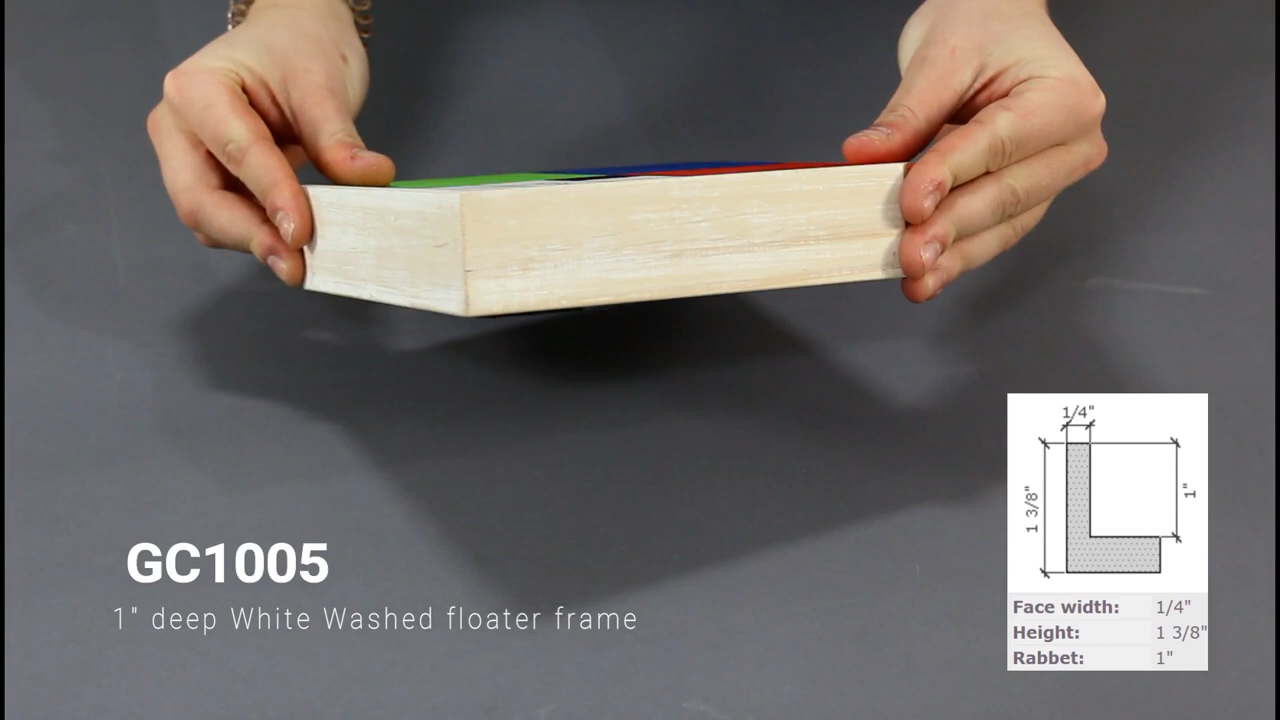 GC1005
1" deep White Washed floater frame
1/4"
1 3/8"
1"
Face width: 1/4"
Height: 1 3/8"
Rabbet: 1"